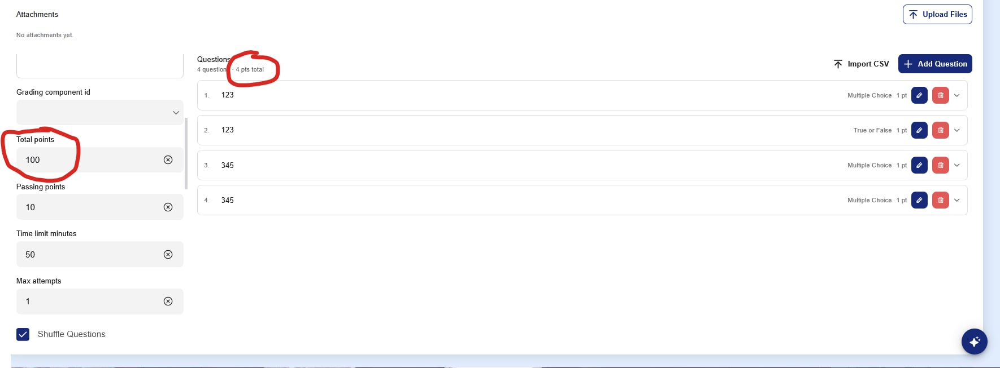 Attachments
Upload Files
No attachments yet.
Questions
4 question · 4 pts total
Import CSV
Add Question
1. 123 Multiple Choice 1 pt
Grading component id
2. 123 True or False 1 pt
Total points
100
3. 345 Multiple Choice 1 pt
Passing points
10
4. 345 Multiple Choice 1 pt
Time limit minutes
50
Max attempts
1
Shuffle Questions